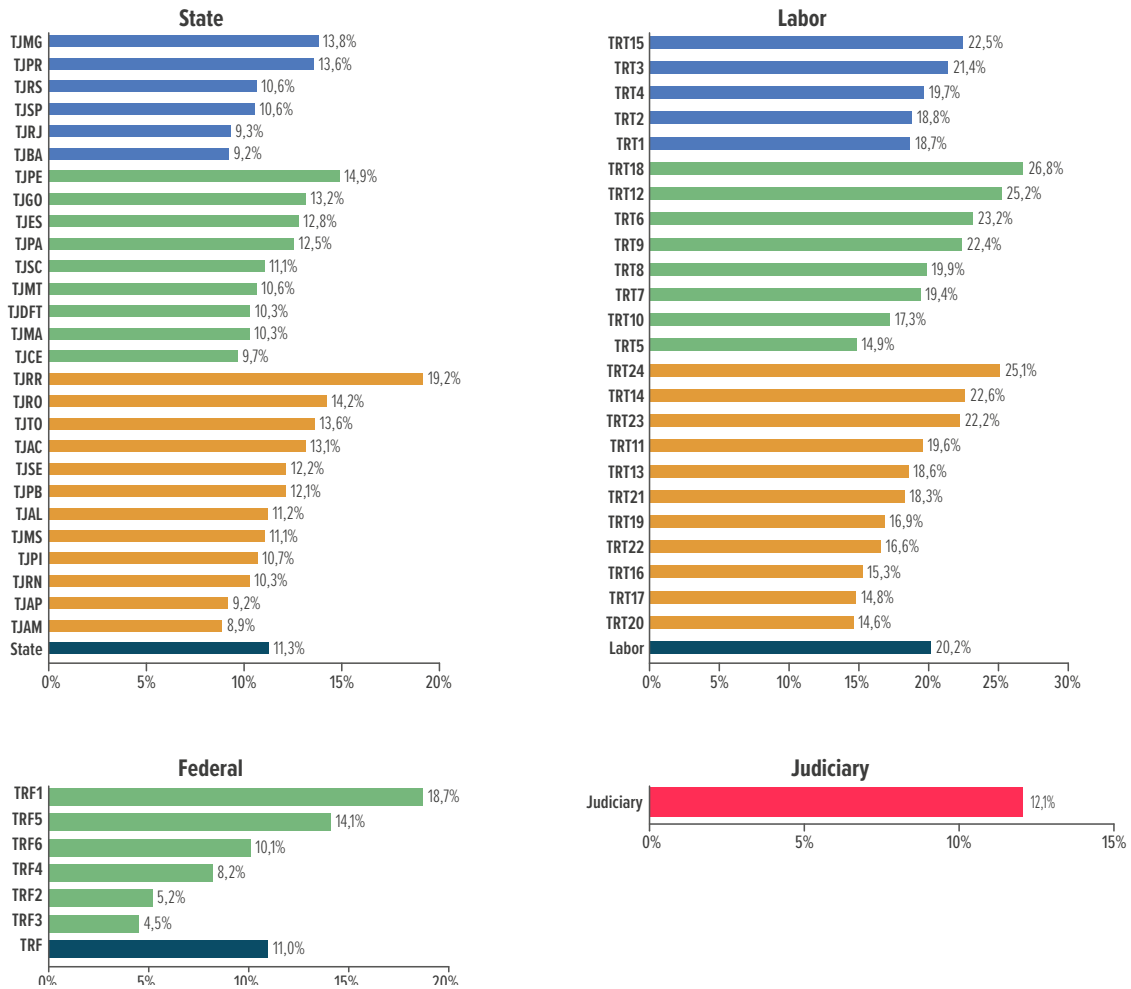 State
TJMG 13,8%
TJPR 13,6%
TJRS 10,6%
TJSP 10,6%
TJRJ 9,3%
TJBA 9,2%
TJPE 14,9%
TJGO 13,2%
TJES 12,8%
TJPA 12,5%
TJSC 11,1%
TJMT 10,6%
TJDFT 10,3%
TJMA 10,3%
TJCE 9,7%
TJRR 19,2%
TJRO 14,2%
TJTO 13,6%
TJAC 13,1%
TJSE 12,2%
TJPB 12,1%
TJAL 11,2%
TJMS 11,1%
TJPI 10,7%
TJRN 10,3%
TJAP 9,2%
TJAM 8,9%
State 11,3%
0% 5% 10% 15% 20%
Labor
TRT15 22,5%
TRT3 21,4%
TRT4 19,7%
TRT2 18,8%
TRT1 18,7%
TRT18 26,8%
TRT12 25,2%
TRT6 23,2%
TRT9 22,4%
TRT8 19,9%
TRT7 19,4%
TRT10 17,3%
TRT5 14,9%
TRT24 25,1%
TRT14 22,6%
TRT23 22,2%
TRT11 19,6%
TRT13 18,6%
TRT21 18,3%
TRT19 16,9%
TRT22 16,6%
TRT16 15,3%
TRT17 14,8%
TRT20 14,6%
Labor 20,2%
0% 5% 10% 15% 20% 25% 30%
Federal
TRF1 18,7%
TRF5 14,1%
TRF6 10,1%
TRF4 8,2%
TRF2 5,2%
TRF3 4,5%
TRF 11,0%
0% 5% 10% 15% 20%
Judiciary
Judiciary 12,1%
0% 5% 10% 15%